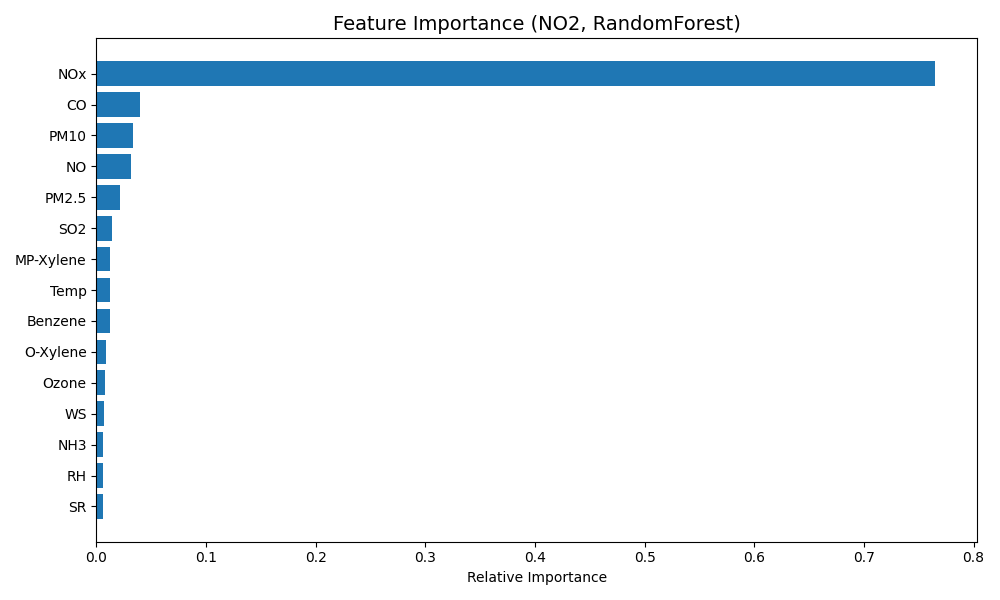 Feature Importance (NO2, RandomForest)
NOx
CO
PM10
NO
PM2.5
SO2
MP-Xylene
Temp
Benzene
O-Xylene
Ozone
WS
NH3
RH
SR
0.0 0.1 0.2 0.3 0.4 0.5 0.6 0.7 0.8
Relative Importance